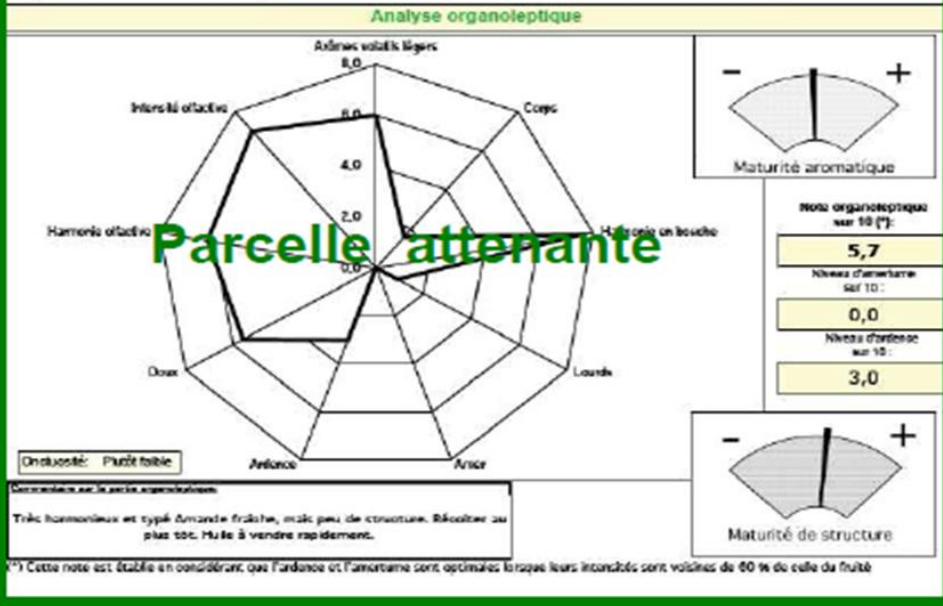 Analyse organoleptique
Arômes volatils légers
8,0
Intensité olfactive
Corps
6,0
4,0
2,0
0,0
Harmonie olfactive
Harmonie en bouche
Parcelle attenante
Doux
Lourde
Ardence
Amer
Onctuosité: Plutôt faible
Commentaire sur la partie organoleptique:
Très harmonieux et typé Amande fraîche, mais peu de structure. Récolter au
plus tôt. Huile à vendre rapidement.
- +
Maturité aromatique
Note organoleptique
sur 10 (*):
5,7
Niveau d'amertume
sur 10 :
0,0
Niveau d'ardence
sur 10 :
3,0
- +
Maturité de structure
(*) Cette note est établie en considérant que l'ardence et l'amertume sont optimales lorsque leurs intensités sont voisines de 60 % de celle du fruité